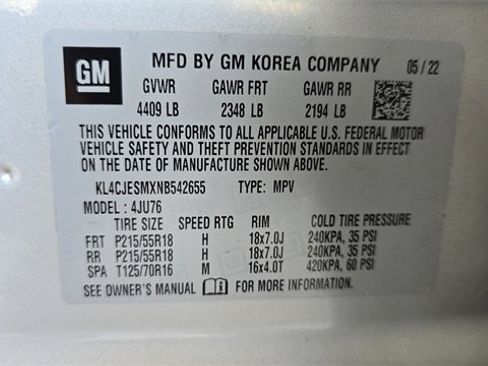 GM MFD BY GM KOREA COMPANY 05 / 22
GVWR GAWR FRT GAWR RR
4409 LB 2348 LB 2194 LB
THIS VEHICLE CONFORMS TO ALL APPLICABLE U.S. FEDERAL MOTOR
VEHICLE SAFETY AND THEFT PREVENTION STANDARDS IN EFFECT
ON THE DATE OF MANUFACTURE SHOWN ABOVE.
KL4CJESMXNB542655 TYPE: MPV
MODEL : 4JU76
TIRE SIZE SPEED RTG RIM COLD TIRE PRESSURE
FRT P215/55R18 H 18x7.0J 240KPA, 35 PSI
RR P215/55R18 H 18x7.0J 240KPA, 35 PSI
SPA T125/70R16 M 16x4.0T 420KPA, 60 PSI
SEE OWNER'S MANUAL FOR MORE INFORMATION.